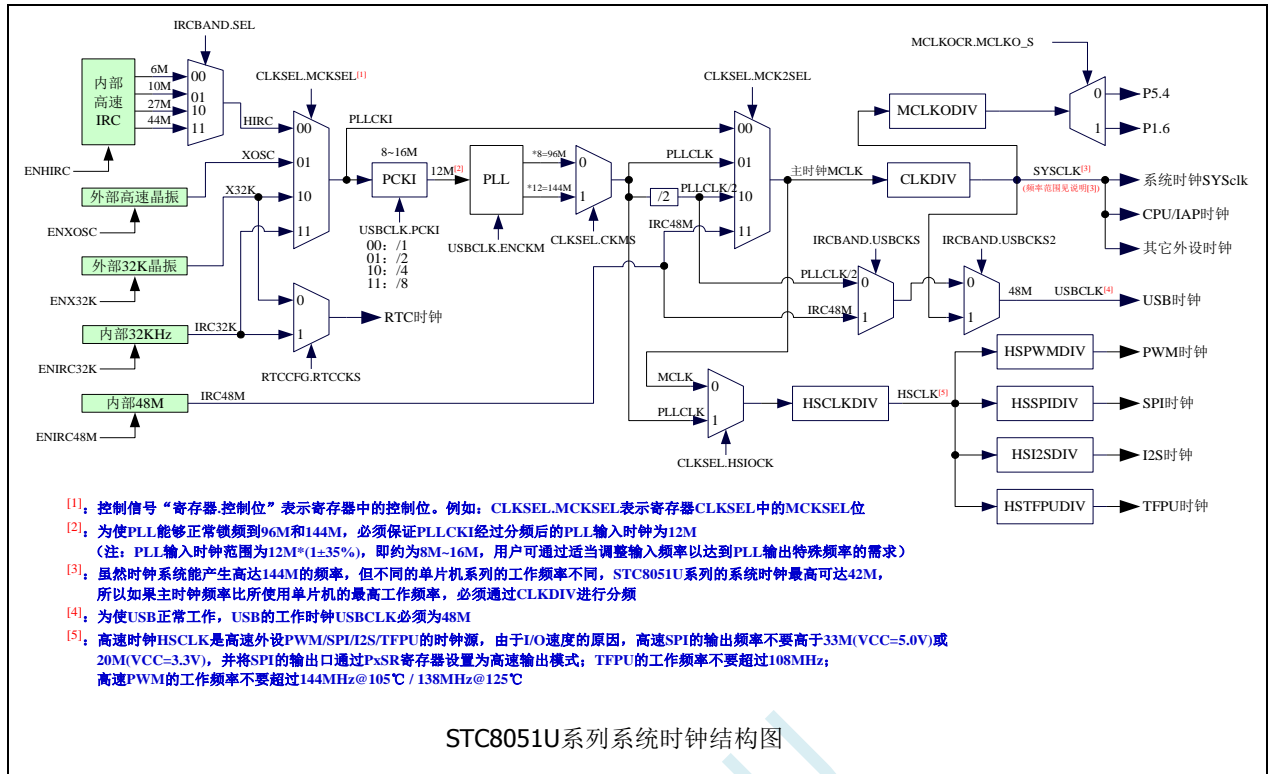 IRCBAND.SEL
内部
高速
IRC
6M
10M
27M
44M
00
01
10
11
HIRC
ENHIRC
外部高速晶振
XOSC
ENXOSC
外部32K晶振
X32K
ENX32K
内部32KHz
IRC32K
ENIRC32K
内部48M
IRC48M
ENIRC48M
CLKSEL.MCKSEL[1]
00
01
10
11
PLLCKI
8~16M
PCKI
USBCLK.PCKI
00: /1
01: /2
10: /4
11: /8
12M[2]
PLL
*8=96M
*12=144M
USBCLK.ENCKM
0
1
CLKSEL.CKMS
0
1
RTC时钟
RTCCFG.RTCCKS
PLLCLK
/2
PLLCLK/2
IRC48M
CLKSEL.MCK2SEL
00
01
10
11
主时钟MCLK
CLKDIV
MCLKODIV
MCLKOCR.MCLKO_S
0
1
P5.4
P1.6
SYSCLK[3]
(频率范围见说明[3])
系统时钟SYSclk
CPU/IAP时钟
其它外设时钟
IRCBAND.USBCKS
PLLCLK/2
IRC48M
0
1
IRCBAND.USBCKS2
0
1
48M
USBCLK[4]
USB时钟
MCLK
PLLCLK
0
1
CLKSEL.HSIOCK
HSCLKDIV
HSCLK[5]
HSPWMDIV
PWM时钟
HSSPIDIV
SPI时钟
HSI2SDIV
I2S时钟
HSTFPUDIV
TFPU时钟
[1]：控制信号“寄存器.控制位”表示寄存器中的控制位。例如：CLKSEL.MCKSEL表示寄存器CLKSEL中的MCKSEL位
[2]：为使PLL能够正常锁频到96M和144M，必须保证PLLCKI经过分频后的PLL输入时钟为12M
（注：PLL输入时钟范围为12M*(1±35%)，即约为8M~16M，用户可通过适当调整输入频率以达到PLL输出特殊频率的需求）
[3]：虽然时钟系统能产生高达144M的频率，但不同的单片机系列的工作频率不同，STC8051U系列的系统时钟最高可达42M，
所以如果主时钟频率比所使用单片机的最高工作频率，必须通过CLKDIV进行分频
[4]：为使USB正常工作，USB的工作时钟USBCLK必须为48M
[5]：高速时钟HSCLK是高速外设PWM/SPI/I2S/TFPU的时钟源，由于I/O速度的原因，高速SPI的输出频率不要高于33M(VCC=5.0V)或
20M(VCC=3.3V)，并将SPI的输出口通过PxSR寄存器设置为高速输出模式；TFPU的工作频率不要超过108MHz；
高速PWM的工作频率不要超过144MHz@105℃ / 138MHz@125℃
STC8051U系列系统时钟结构图